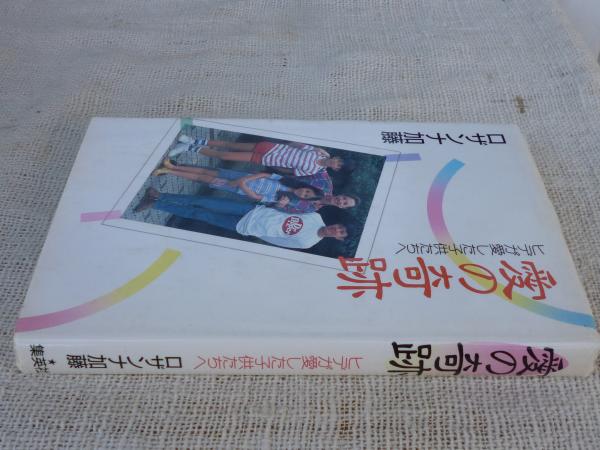 愛の奇跡
ヒデが愛した子供たちへ
ロザンナ加藤
愛の奇跡
ヒデが愛した子供たちへ
ロザンナ加藤
★集英社